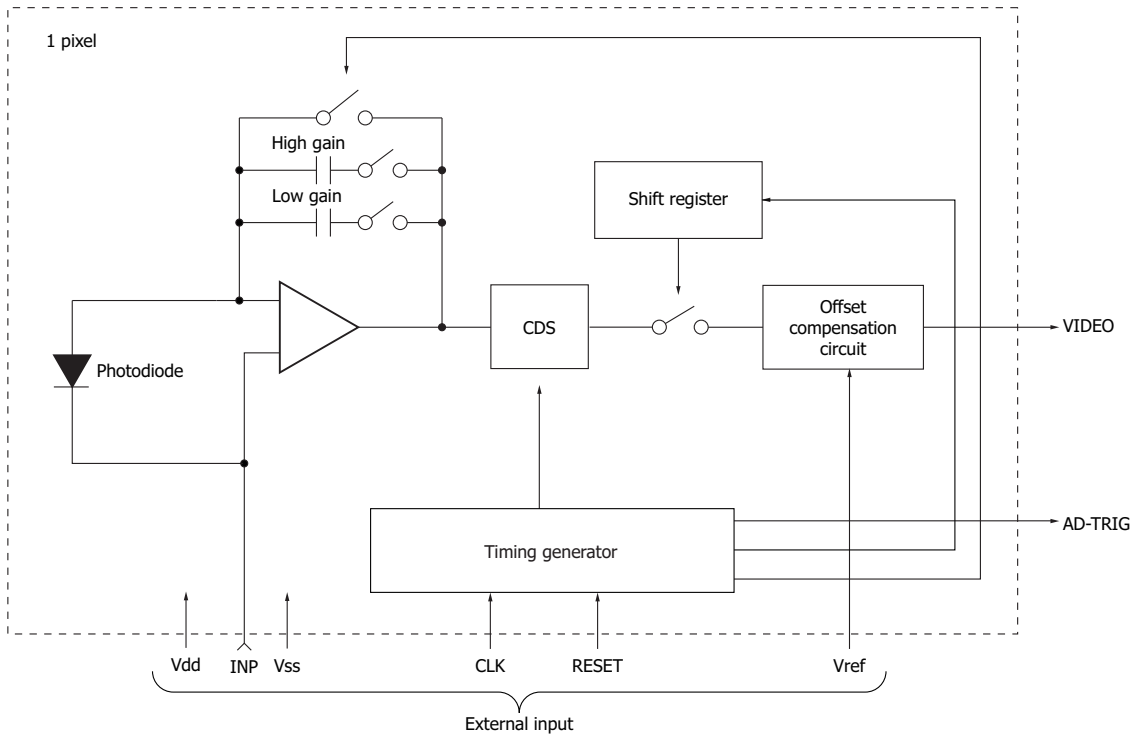 1 pixel
High gain
Low gain
Shift register
Photodiode
CDS
Offset
compensation
circuit
VIDEO
Timing generator
AD-TRIG
Vdd
INP
Vss
CLK
RESET
Vref
External input